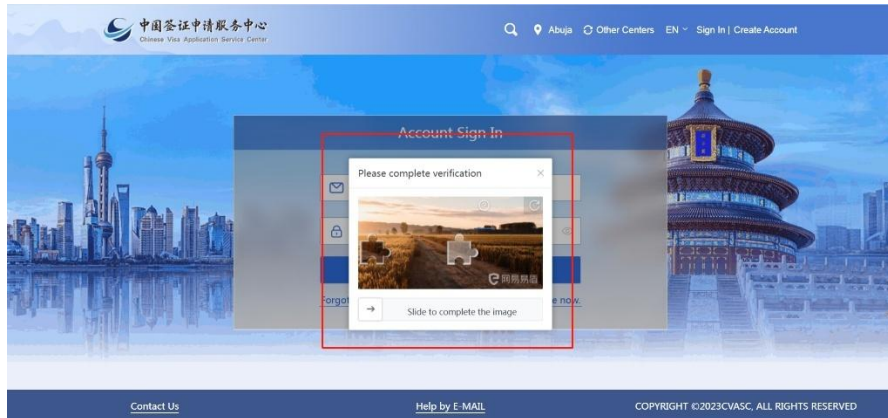 中国签证申请服务中心
Chinese Visa Application Service Center
Abuja Other Centers EN Sign In | Create Account
Account Sign In
Please complete verification
网易易盾
Forgot
e now.
Slide to complete the image
Contact Us Help by E-MAIL COPYRIGHT ©2023CVASC, ALL RIGHTS RESERVED